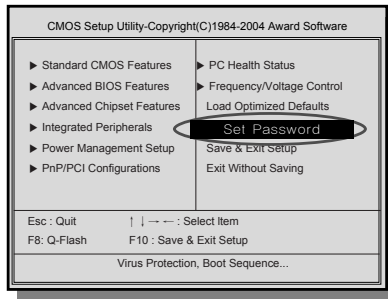 CMOS Setup Utility-Copyright(C)1984-2004 Award Software
▶ Standard CMOS Features
▶ Advanced BIOS Features
▶ Advanced Chipset Features
▶ Integrated Peripherals
▶ Power Management Setup
▶ PnP/PCI Configurations
▶ PC Health Status
▶ Frequency/Voltage Control
Load Optimized Defaults
Set Password
Save & Exit Setup
Exit Without Saving
Esc : Quit ↑ ↓ → ← : Select Item
F8: Q-Flash F10 : Save & Exit Setup
Virus Protection, Boot Sequence...